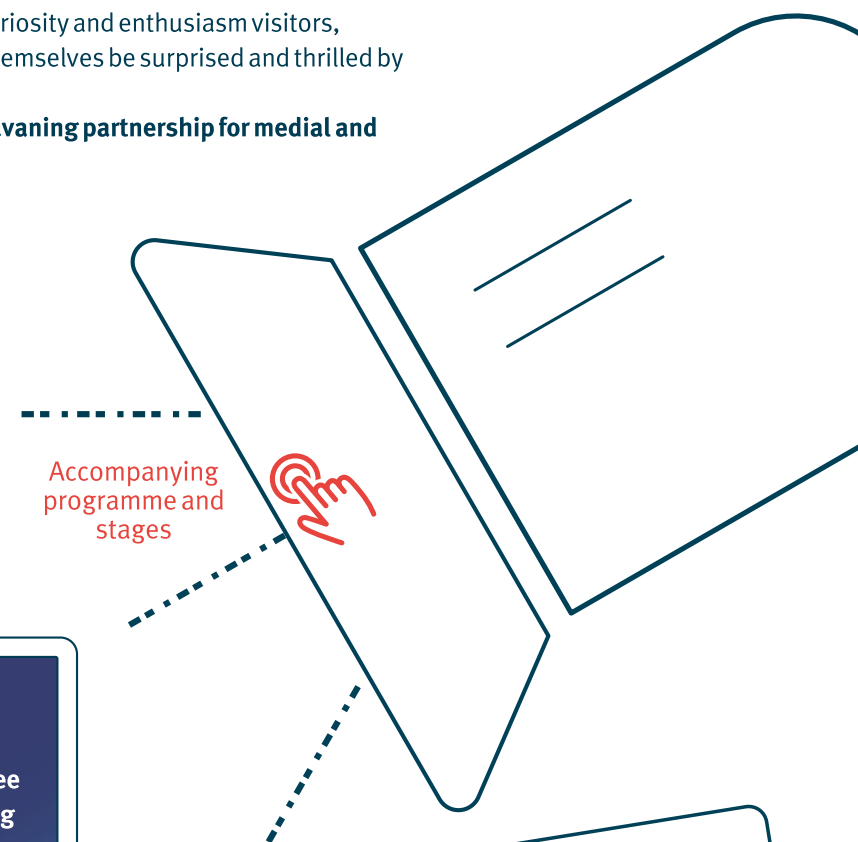 riosity and enthusiasm visitors,
emselves be surprised and thrilled by
vaning partnership for medial and
Accompanying
programme and
stages
ee
g